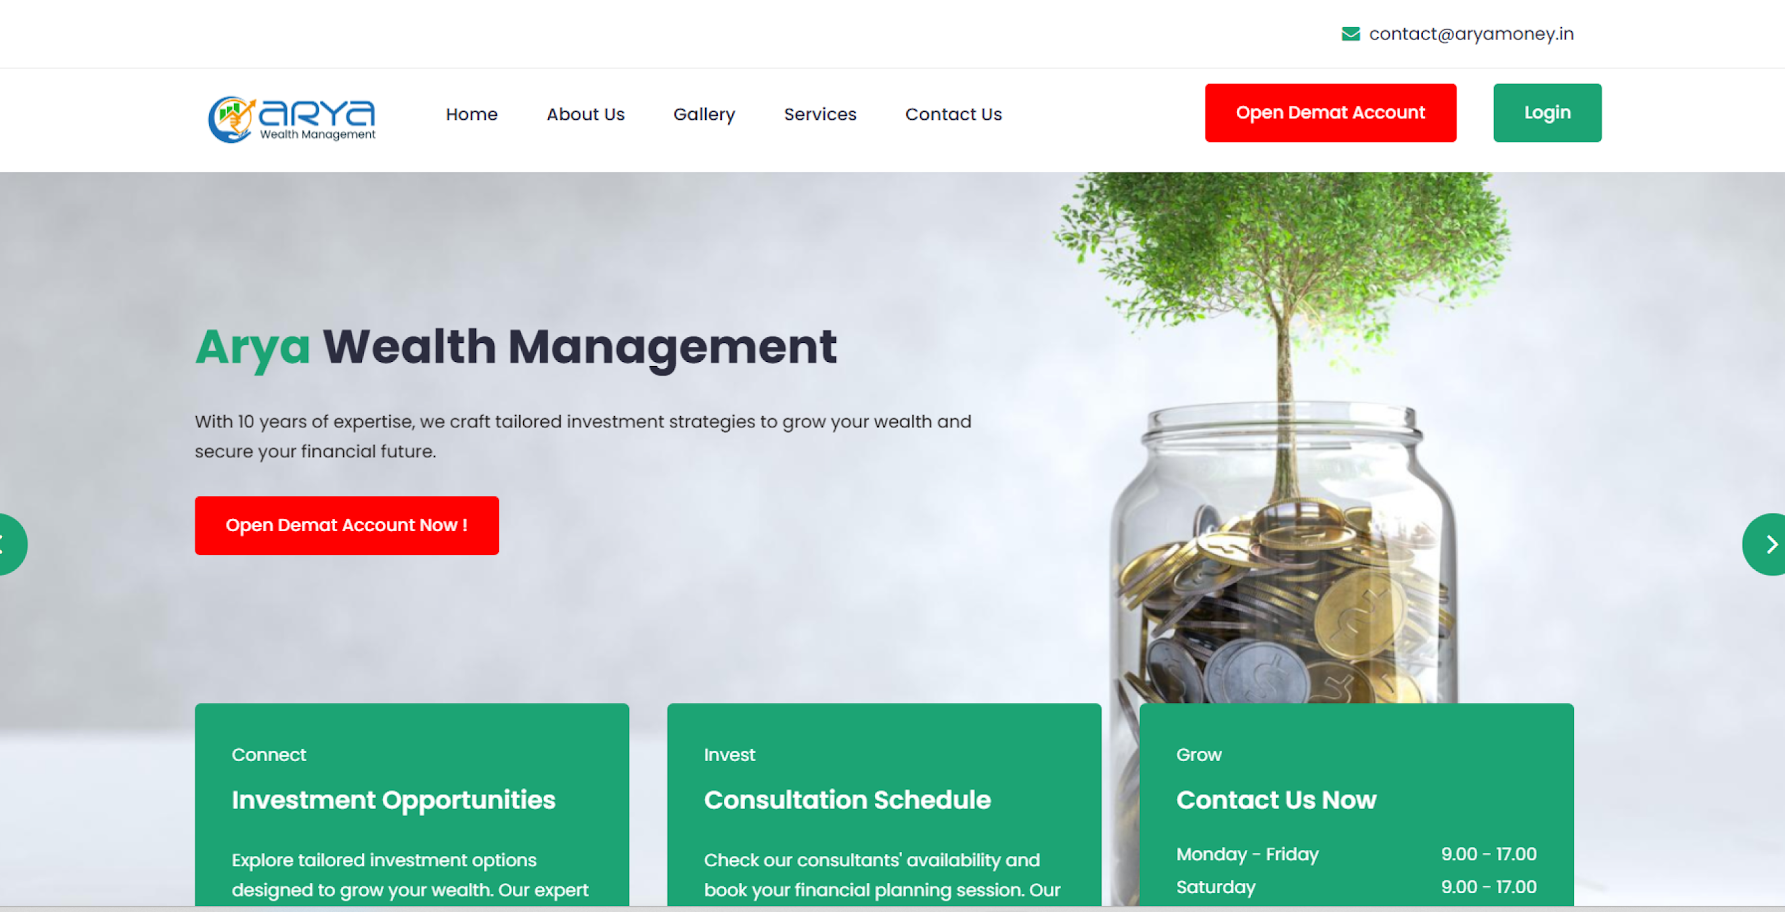 contact@aryamoney.in
ARYA
Wealth Management
Home
About Us
Gallery
Services
Contact Us
Open Demat Account
Login
Arya Wealth Management
With 10 years of expertise, we craft tailored investment strategies to grow your wealth and
secure your financial future.
Open Demat Account Now !
Connect
Investment Opportunities
Explore tailored investment options
designed to grow your wealth. Our expert
Invest
Consultation Schedule
Check our consultants' availability and
book your financial planning session. Our
Grow
Contact Us Now
Monday - Friday 9.00 - 17.00
Saturday 9.00 - 17.00